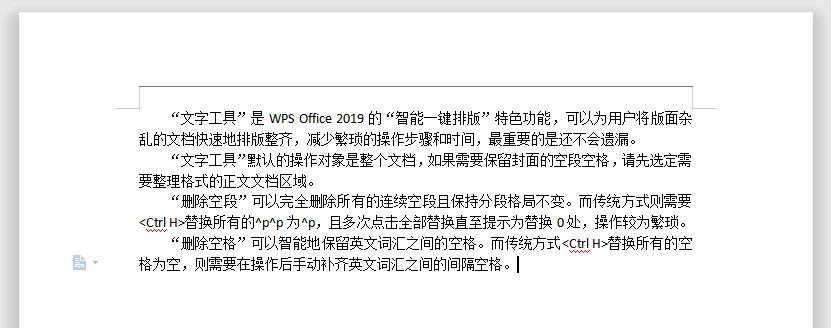 “文字工具”是 WPS Office 2019 的“智能一键排版”特色功能，可以为用户将版面杂
乱的文档快速地排版整齐，减少繁琐的操作步骤和时间，最重要的是还不会遗漏。
“文字工具”默认的操作对象是整个文档，如果需要保留封面的空段空格，请先选定需
要整理格式的正文文档区域。
“删除空段”可以完全删除所有的连续空段且保持分段格局不变。而传统方式则需要
<Ctrl H>替换所有的^p^p 为^p，且多次点击全部替换直至提示为替换 0 处，操作较为繁琐。
“删除空格”可以智能地保留英文词汇之间的空格。而传统方式<Ctrl H>替换所有的空
格为空，则需要在操作后手动补齐英文词汇之间的间隔空格。